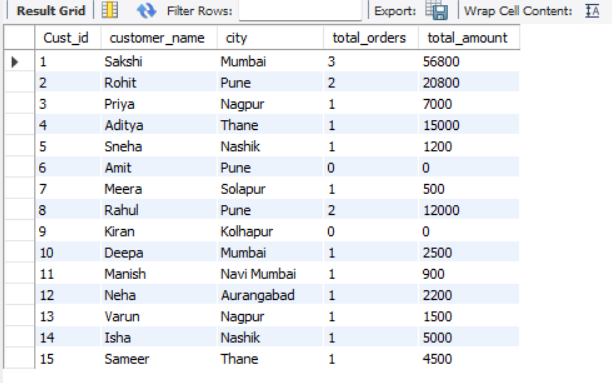 Result Grid Filter Rows: Export: Wrap Cell Content: IA
Cust_id customer_name city total_orders total_amount
1 Sakshi Mumbai 3 56800
2 Rohit Pune 2 20800
3 Priya Nagpur 1 7000
4 Aditya Thane 1 15000
5 Sneha Nashik 1 1200
6 Amit Pune 0 0
7 Meera Solapur 1 500
8 Rahul Pune 2 12000
9 Kiran Kolhapur 0 0
10 Deepa Mumbai 1 2500
11 Manish Navi Mumbai 1 900
12 Neha Aurangabad 1 2200
13 Varun Nagpur 1 1500
14 Isha Nashik 1 5000
15 Sameer Thane 1 4500